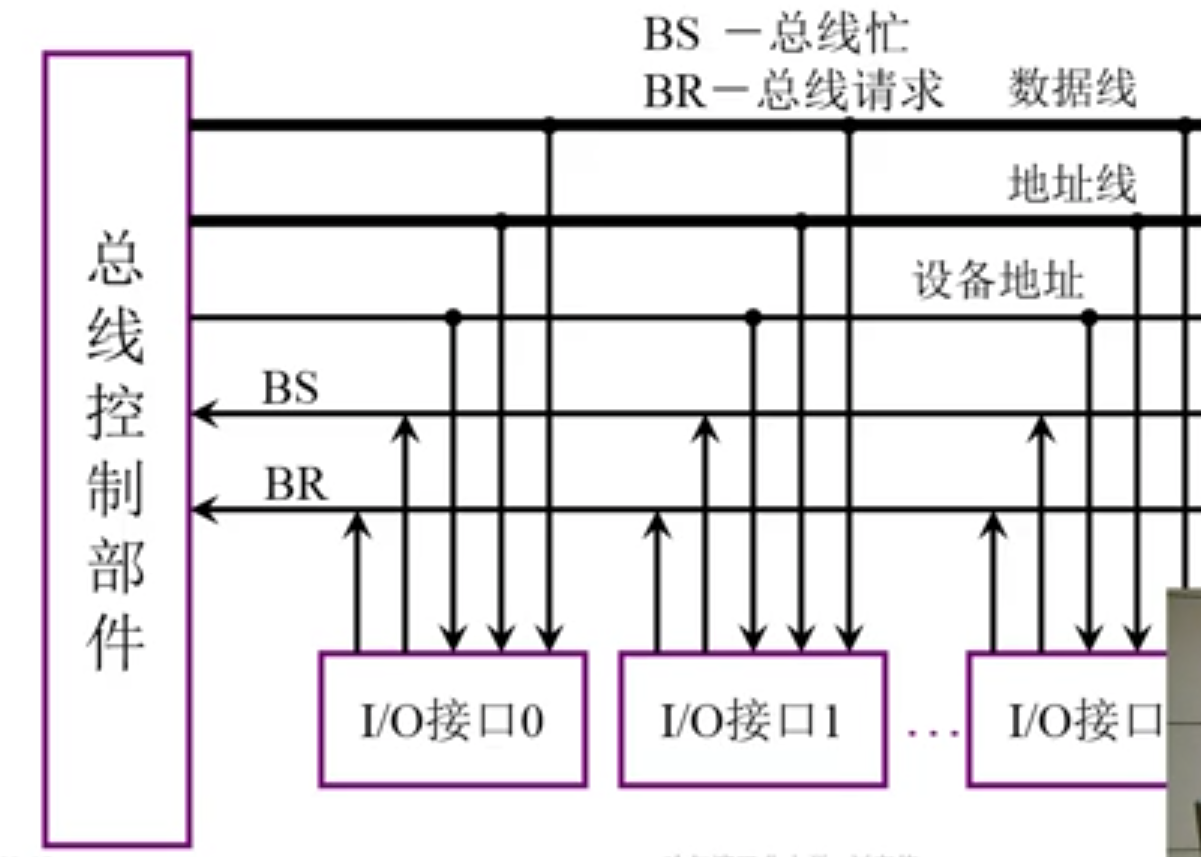 BS －总线忙
BR－总线请求
数据线
地址线
设备地址
BS
BR
总线控制部件
I/O接口0
I/O接口1
…
I/O接口